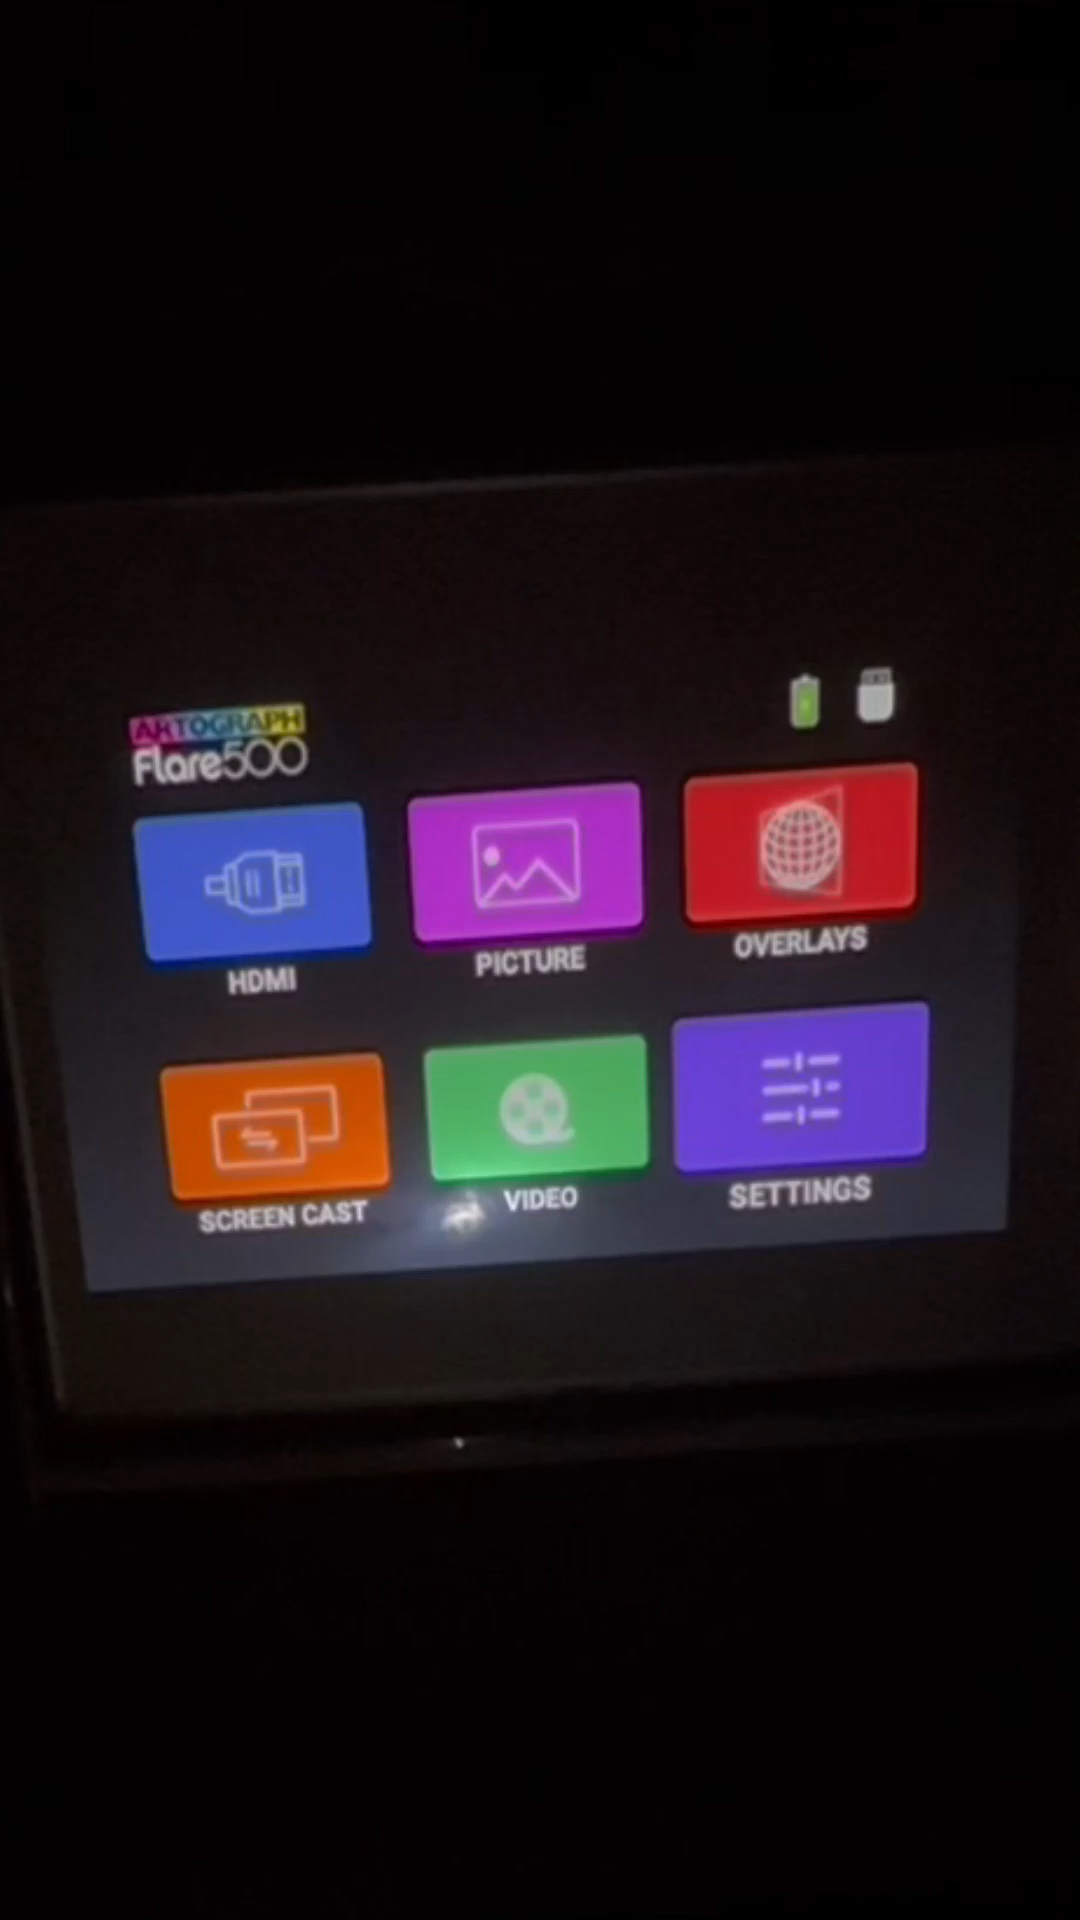 ARTOGRAPH
Flare500
HDMI
PICTURE
OVERLAYS
SCREEN CAST
VIDEO
SETTINGS